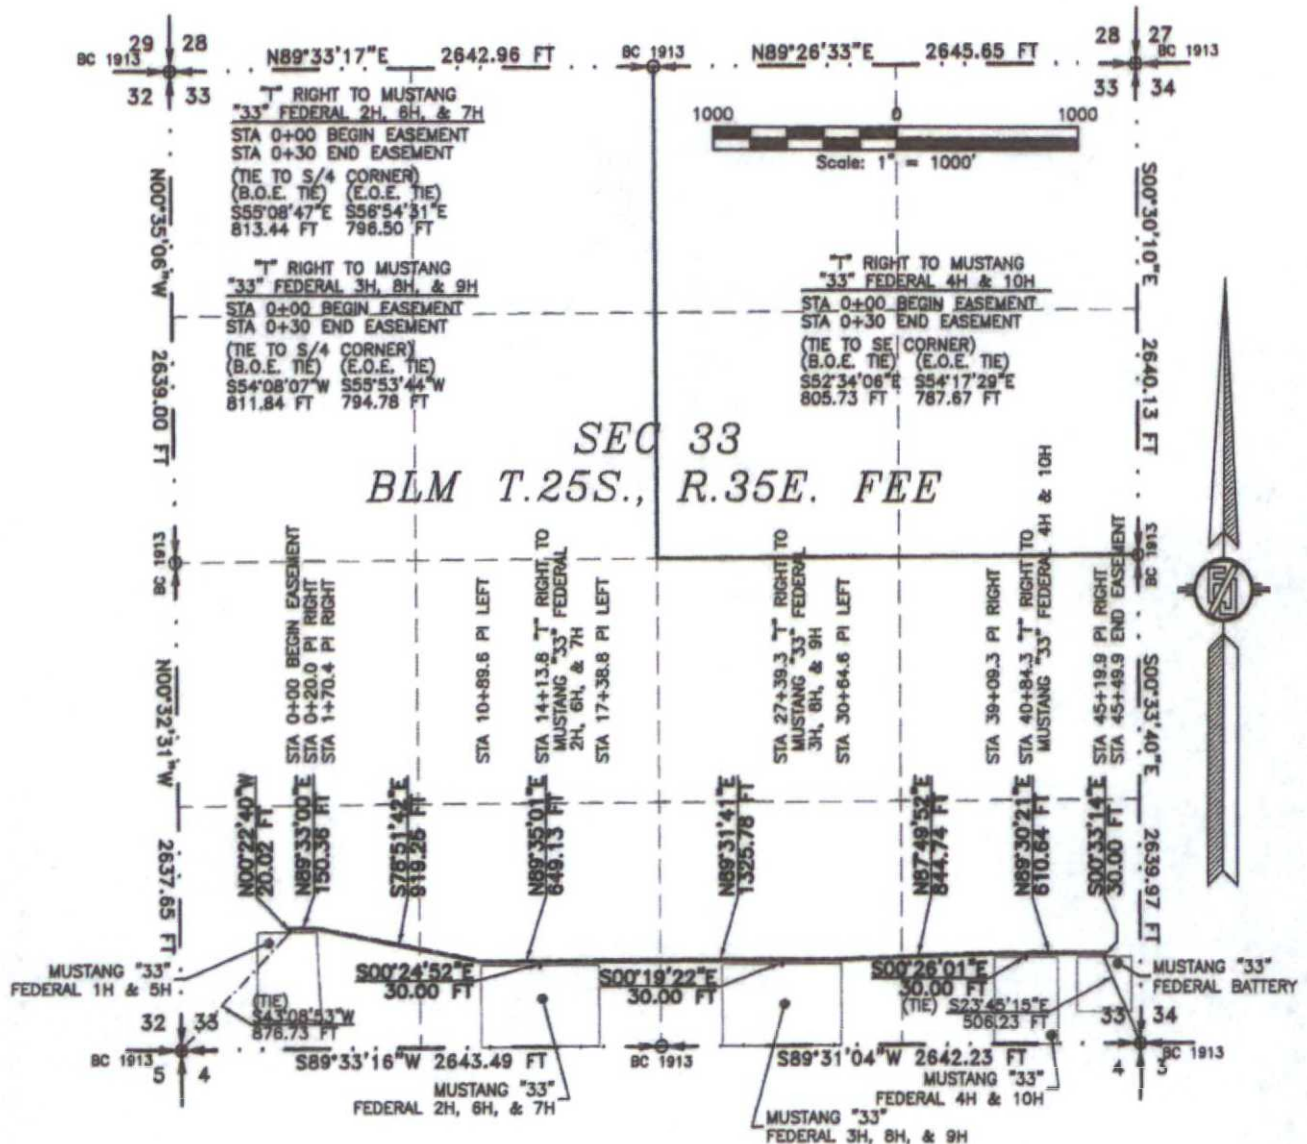 29 28
BC 1913
32 33
N89°33'17"E 2642.96 FT
BC 1913
N89°26'33"E 2645.65 FT
28 27
BC 1913
33 34
"T" RIGHT TO MUSTANG
"33" FEDERAL 2H, 6H, & 7H
STA 0+00 BEGIN EASEMENT
STA 0+30 END EASEMENT
(TIE TO S/4 CORNER)
(B.O.E. TIE) (E.O.E. TIE)
S55°08'47"E S56°54'31"E
813.44 FT 796.50 FT
1000 0 1000
Scale: 1" = 1000'
"T" RIGHT TO MUSTANG
"33" FEDERAL 3H, 8H, & 9H
STA 0+00 BEGIN EASEMENT
STA 0+30 END EASEMENT
(TIE TO S/4 CORNER)
(B.O.E. TIE) (E.O.E. TIE)
S54°08'07"W S55°53'44"W
811.84 FT 794.78 FT
"T" RIGHT TO MUSTANG
"33" FEDERAL 4H & 10H
STA 0+00 BEGIN EASEMENT
STA 0+30 END EASEMENT
(TIE TO SE CORNER)
(B.O.E. TIE) (E.O.E. TIE)
S52°34'06"E S54°17'29"E
805.73 FT 787.67 FT
N00°35'06"W 2639.00 FT
S00°30'10"E 2640.13 FT
SEC 33
BLM T.25S., R.35E. FEE
BC 1913
BC 1913
N00°32'31"W 2637.65 FT
S00°33'40"E 2639.97 FT
STA 0+00 BEGIN EASEMENT
STA 0+20.0 PI RIGHT
STA 1+70.4 PI RIGHT
STA 10+89.6 PI LEFT
STA 14+13.8 "T" RIGHT TO
MUSTANG "33" FEDERAL
2H, 6H, & 7H
STA 17+38.8 PI LEFT
STA 27+39.3 "T" RIGHT TO
MUSTANG "33" FEDERAL
3H, 8H, & 9H
STA 30+64.6 PI LEFT
STA 39+09.3 PI RIGHT
STA 40+84.3 "T" RIGHT TO
MUSTANG "33" FEDERAL 4H & 10H
STA 45+19.9 PI RIGHT
STA 45+49.9 END EASEMENT
N00°22'40"W
20.02 FT
N89°33'00"E
150.36 FT
S78°51'42"E
919.26 FT
N89°35'01"E
649.13 FT
N89°31'41"E
1325.78 FT
N87°49'52"E
844.74 FT
N89°30'21"E
610.64 FT
S00°33'14"E
30.00 FT
MUSTANG "33"
FEDERAL 1H & 5H
S00°24'52"E
30.00 FT
S00°19'22"E
30.00 FT
S00°26'01"E
30.00 FT
MUSTANG "33"
FEDERAL BATTERY
(TIE)
S43°08'53"W
876.73 FT
(TIE) S23°45'15"E
506.23 FT
32 33
BC 1913
5 4
S89°33'16"W 2643.49 FT
BC 1913
S89°31'04"W 2642.23 FT
33 34
BC 1913
4 3
MUSTANG "33"
FEDERAL 2H, 6H, & 7H
MUSTANG "33"
FEDERAL 4H & 10H
MUSTANG "33"
FEDERAL 3H, 8H, & 9H